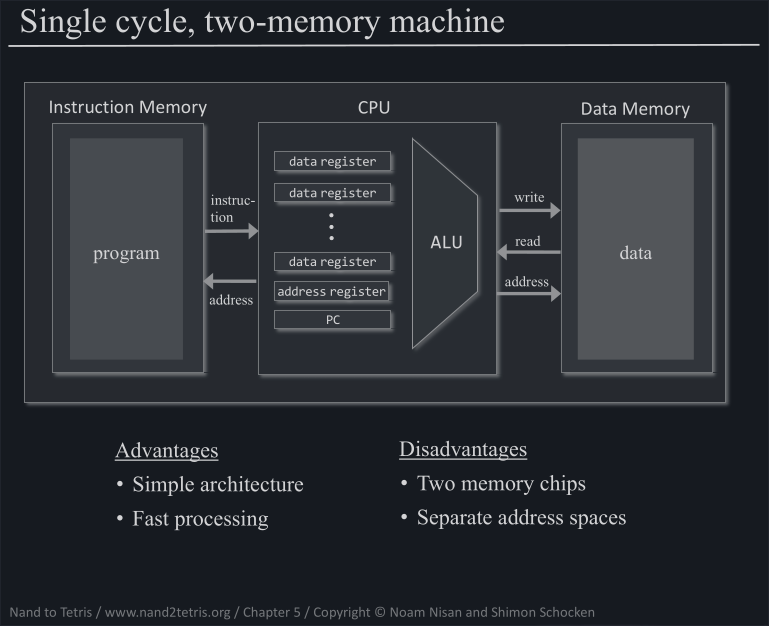 Single cycle, two-memory machine
Instruction Memory
CPU
Data Memory
program
instruc-
tion
address
data register
data register
data register
address register
PC
ALU
write
read
address
data
Advantages
• Simple architecture
• Fast processing
Disadvantages
• Two memory chips
• Separate address spaces
Nand to Tetris / www.nand2tetris.org / Chapter 5 / Copyright © Noam Nisan and Shimon Schocken